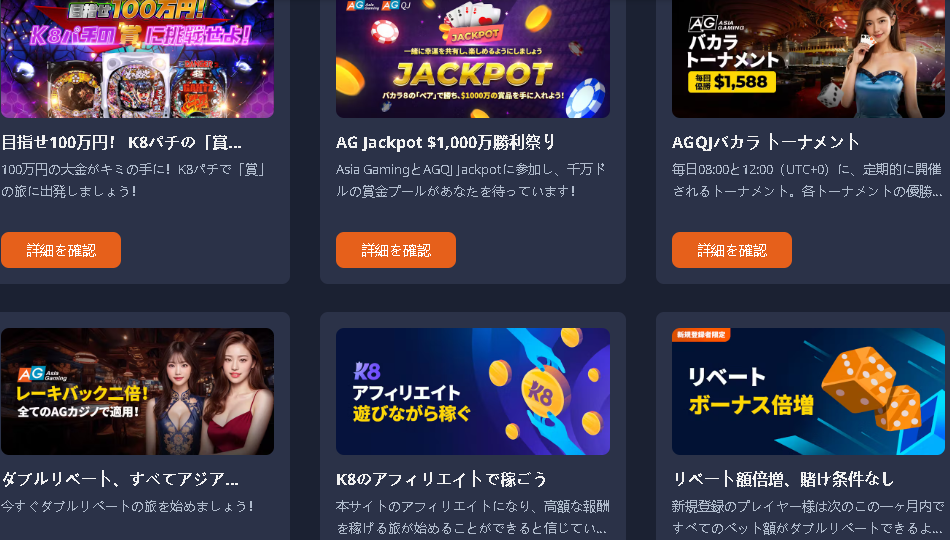 目指せ100万円!
K8パチの「賞」に挑戦せよ!
目指せ100万円! K8パチの「賞...
100万円の大金がキミの手に! K8パチで「賞」
の旅に出発しましょう!
詳細を確認
AG Asia Gaming AG QJ
JACKPOT
一緒に幸運を共有し、楽しめるようにしましょう
JACKPOT
バカラ8の「ペア」で勝ち、$1000万の賞品を手に入れよう!
AG Jackpot $1,000万勝利祭り
Asia GamingとAGQJ Jackpotに参加し、千万ド
ルの賞金プールがあなたを待っています!
詳細を確認
AG ASIA GAMING
バカラ
トーナメント
毎回優勝 $1,588
AGQJバカラ トーナメント
毎日08:00と12:00（UTC+0）に、定期的に開催
されるトーナメント。各トーナメントの優勝...
詳細を確認
AG Asia Gaming
レーキバック二倍!
全てのAGカジノで適用!
ダブルリベート、すべてアジア...
今すぐダブルリベートの旅を始めましょう!
K8
アフィリエイト
遊びながら稼ぐ
K8
K8のアフィリエイトで稼ごう
本サイトのアフィリエイトになり、高額な報酬
を稼げる旅が始めることができると信じてい...
新規登録者限定
リベート
ボーナス倍増
リベート額倍増、賭け条件なし
新規登録のプレイヤー様は次のこの一ヶ月内で
すべてのベット額がダブルリベートできるよ...